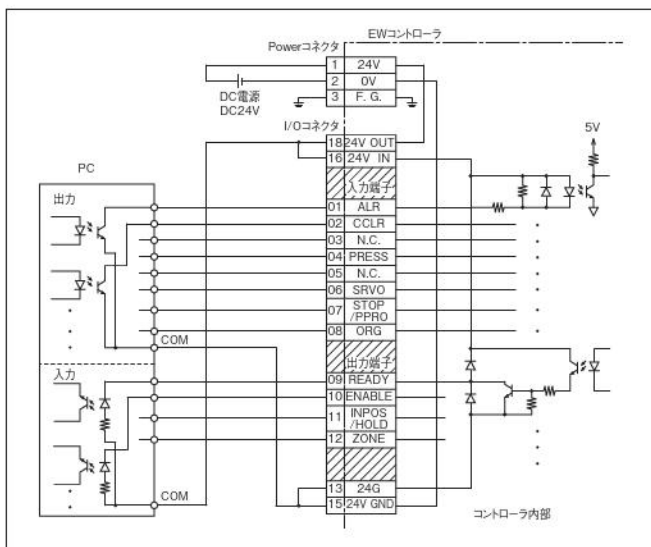 EWコントローラ
Powerコネクタ
1 24V
2 0V
3 F. G.
DC電源
DC24V
I/Oコネクタ
18 24V OUT
16 24V IN
5V
PC
入力端子
出力
01 ALR
02 CCLR
03 N.C.
04 PRESS
05 N.C.
06 SRVO
07 STOP
/PPRO
08 ORG
COM
出力端子
入力
09 READY
10 ENABLE
11 INPOS
/HOLD
12 ZONE
COM
13 24G
15 24V GND
コントローラ内部